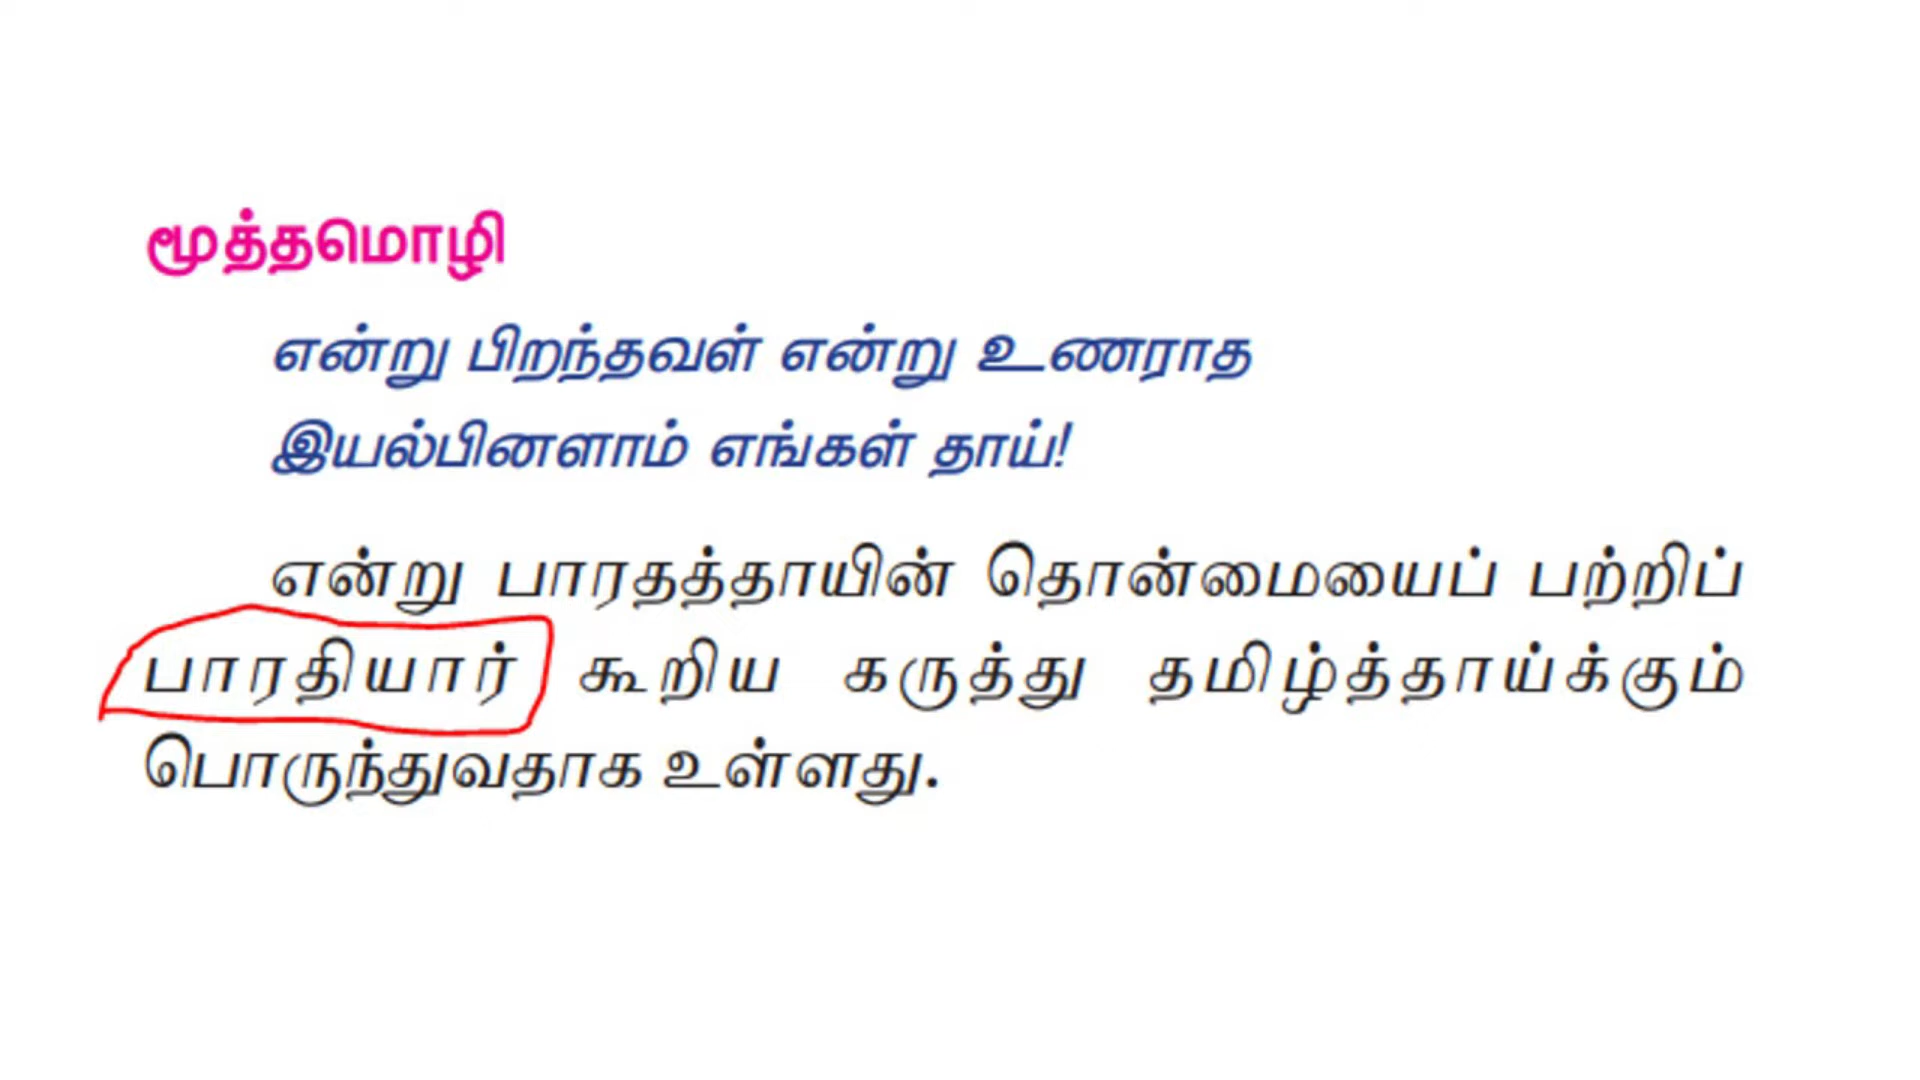 மூத்தமொழி
என்று பிறந்தவள் என்று உணராத
இயல்பினளாம் எங்கள் தாய்!
என்று பாரதத்தாயின் தொன்மையைப் பற்றிப்
பாரதியார் கூறிய கருத்து தமிழ்த்தாய்க்கும்
பொருந்துவதாக உள்ளது.